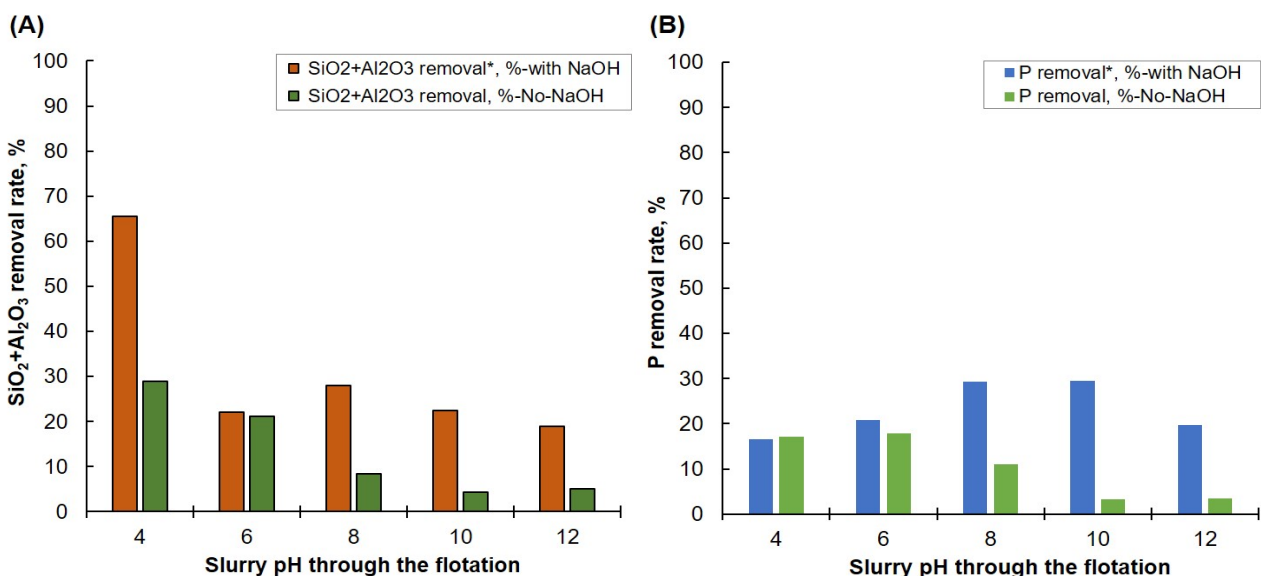 (A)
SiO2+Al2O3 removal*, %-with NaOH
SiO2+Al2O3 removal, %-No-NaOH
SiO₂+Al₂O₃ removal rate, %
100
90
80
70
60
50
40
30
20
10
0
4 6 8 10 12
Slurry pH through the flotation
(B)
P removal*, %-with NaOH
P removal, %-No-NaOH
P removal rate, %
100
90
80
70
60
50
40
30
20
10
0
4 6 8 10 12
Slurry pH through the flotation